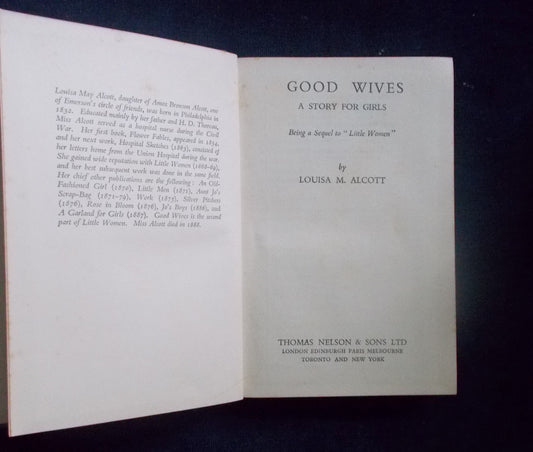 Louisa May Alcott, daughter of Amos Bronson Alcott, one
of Emerson's circle of friends, was born in Philadelphia in
1832. Educated mainly by her father and H. D. Thoreau,
Miss Alcott served as a hospital nurse during the Civil
War. Her first book, Flower Fables, appeared in 1854,
and her next work, Hospital Sketches (1863), consisted of
her letters home from the Union Hospital during the war.
She gained wide reputation with Little Women (1868-69),
and her best subsequent work was done in the same field.
Her chief other publications are the following: An Old-
Fashioned Girl (1870), Little Men (1871), Aunt Jo's
Scrap-Bag (1871-79), Work (1873), Silver Pitchers
(1876), Rose in Bloom (1876), Jo's Boys (1886), and
A Garland for Girls (1887). Good Wives is the second
part of Little Women. Miss Alcott died in 1888.
GOOD WIVES
A STORY FOR GIRLS
Being a Sequel to "Little Women"
by
LOUISA M. ALCOTT
THOMAS NELSON & SONS LTD
LONDON EDINBURGH PARIS MELBOURNE
TORONTO AND NEW YORK